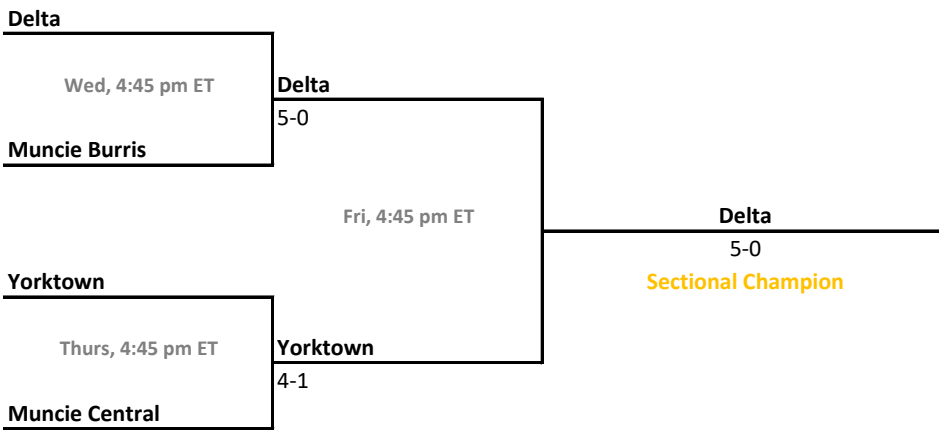 Delta
Wed, 4:45 pm ET
Delta
5-0
Muncie Burris
Fri, 4:45 pm ET
Delta
5-0
Sectional Champion
Yorktown
Thurs, 4:45 pm ET
Yorktown
4-1
Muncie Central